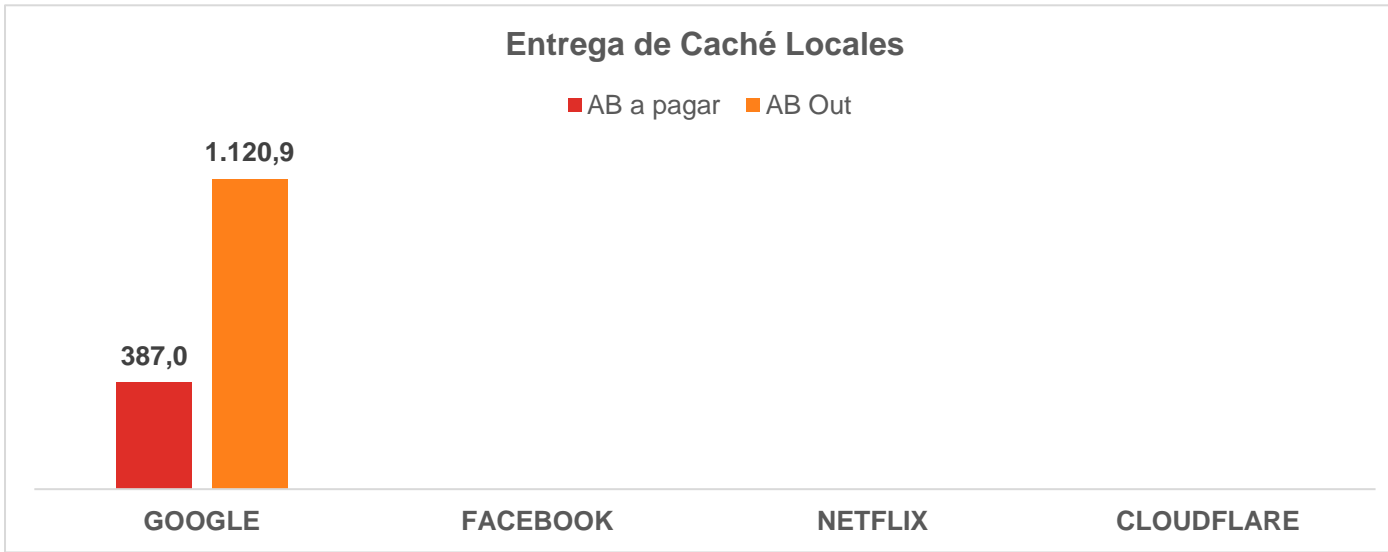 Entrega de Caché Locales
AB a pagar AB Out
1.120,9
387,0
GOOGLE FACEBOOK NETFLIX CLOUDFLARE